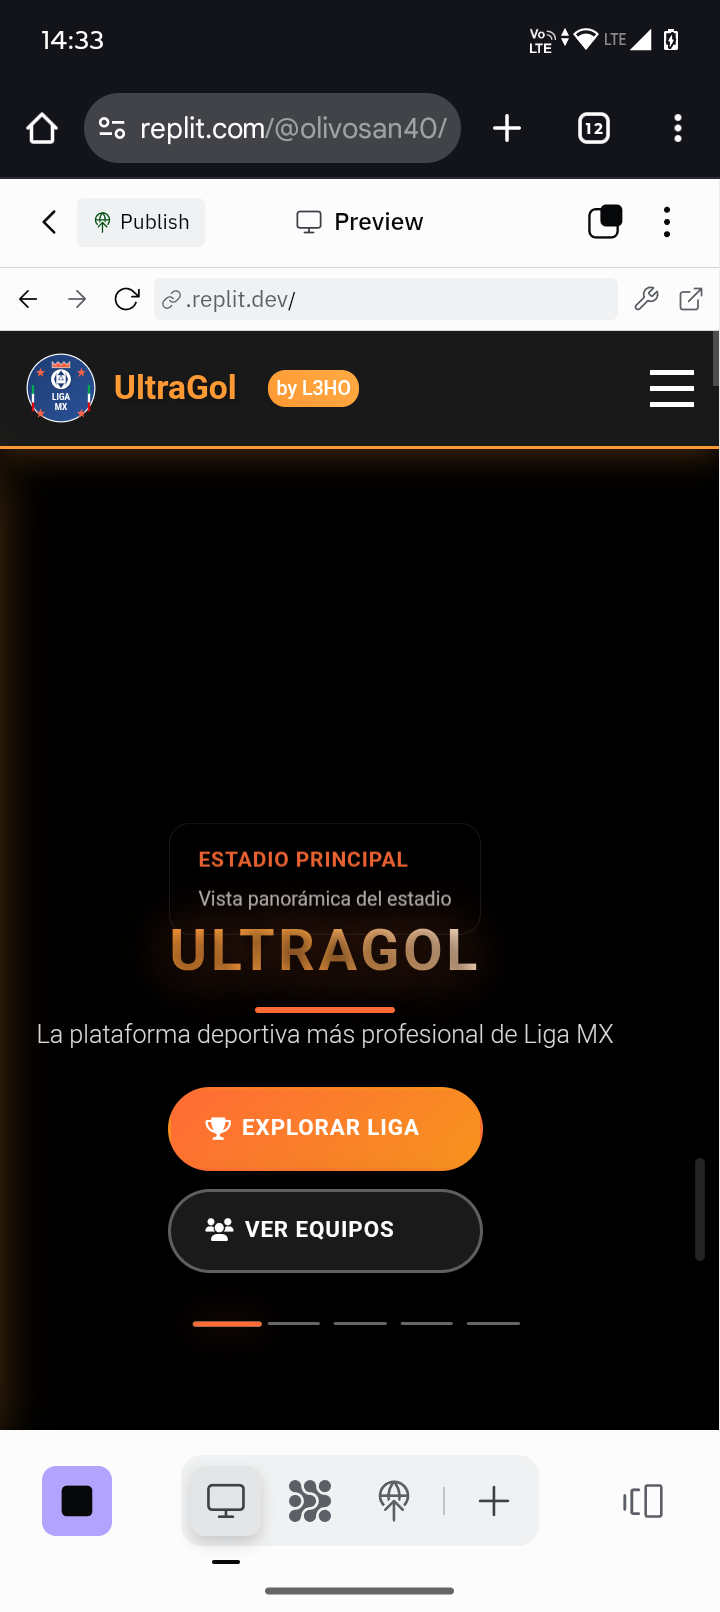 14:33
Vo
LTE
LTE
replit.com/@olivosan40/
12
Publish
Preview
.replit.dev/
LIGA
MX
UltraGol
by L3HO
ESTADIO PRINCIPAL
Vista panorámica del estadio
ULTRAGOL
La plataforma deportiva más profesional de Liga MX
EXPLORAR LIGA
VER EQUIPOS